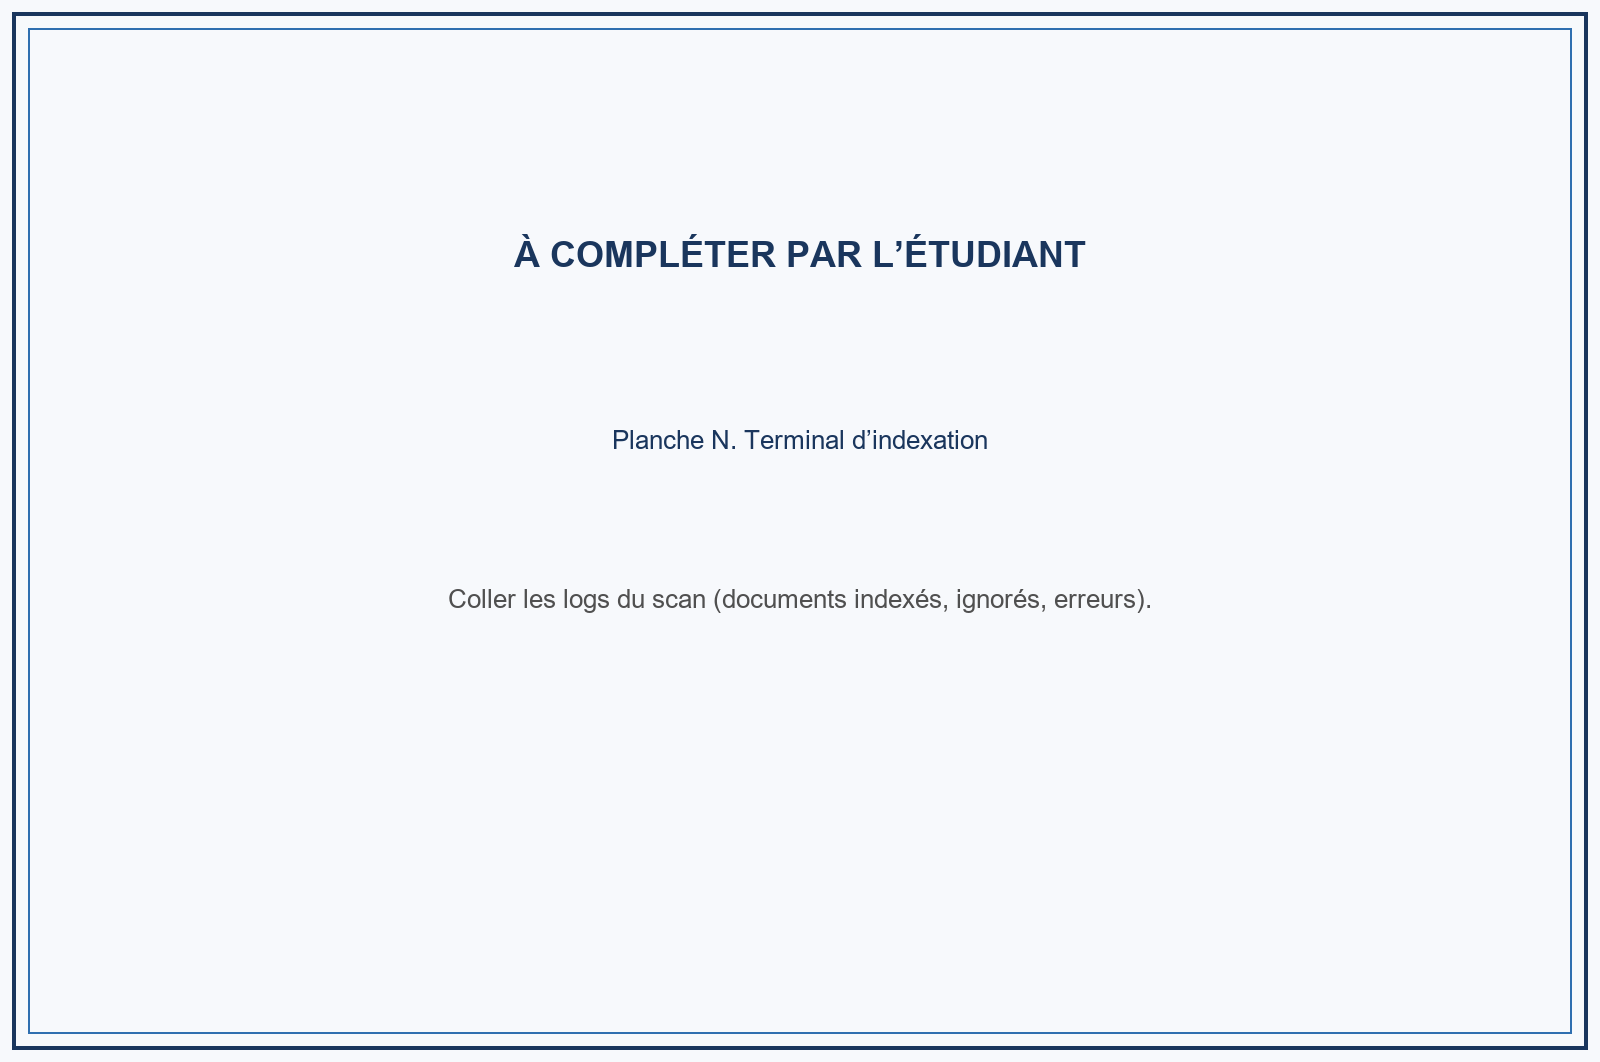 À COMPLÉTER PAR L’ÉTUDIANT
Planche N. Terminal d’indexation
Coller les logs du scan (documents indexés, ignorés, erreurs).